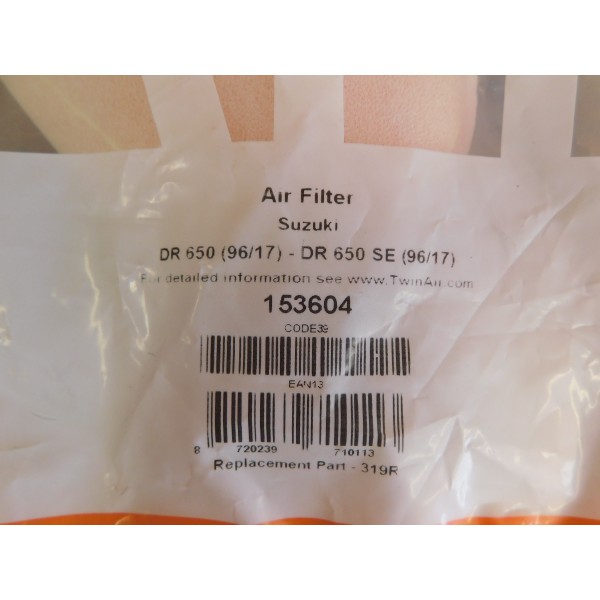 Air Filter
Suzuki
DR 650 (96/17) - DR 650 SE (96/17)
For detailed information see www.TwinAir.com
153604
CODE39
EAN13
8 720239 710113
Replacement Part - 319R